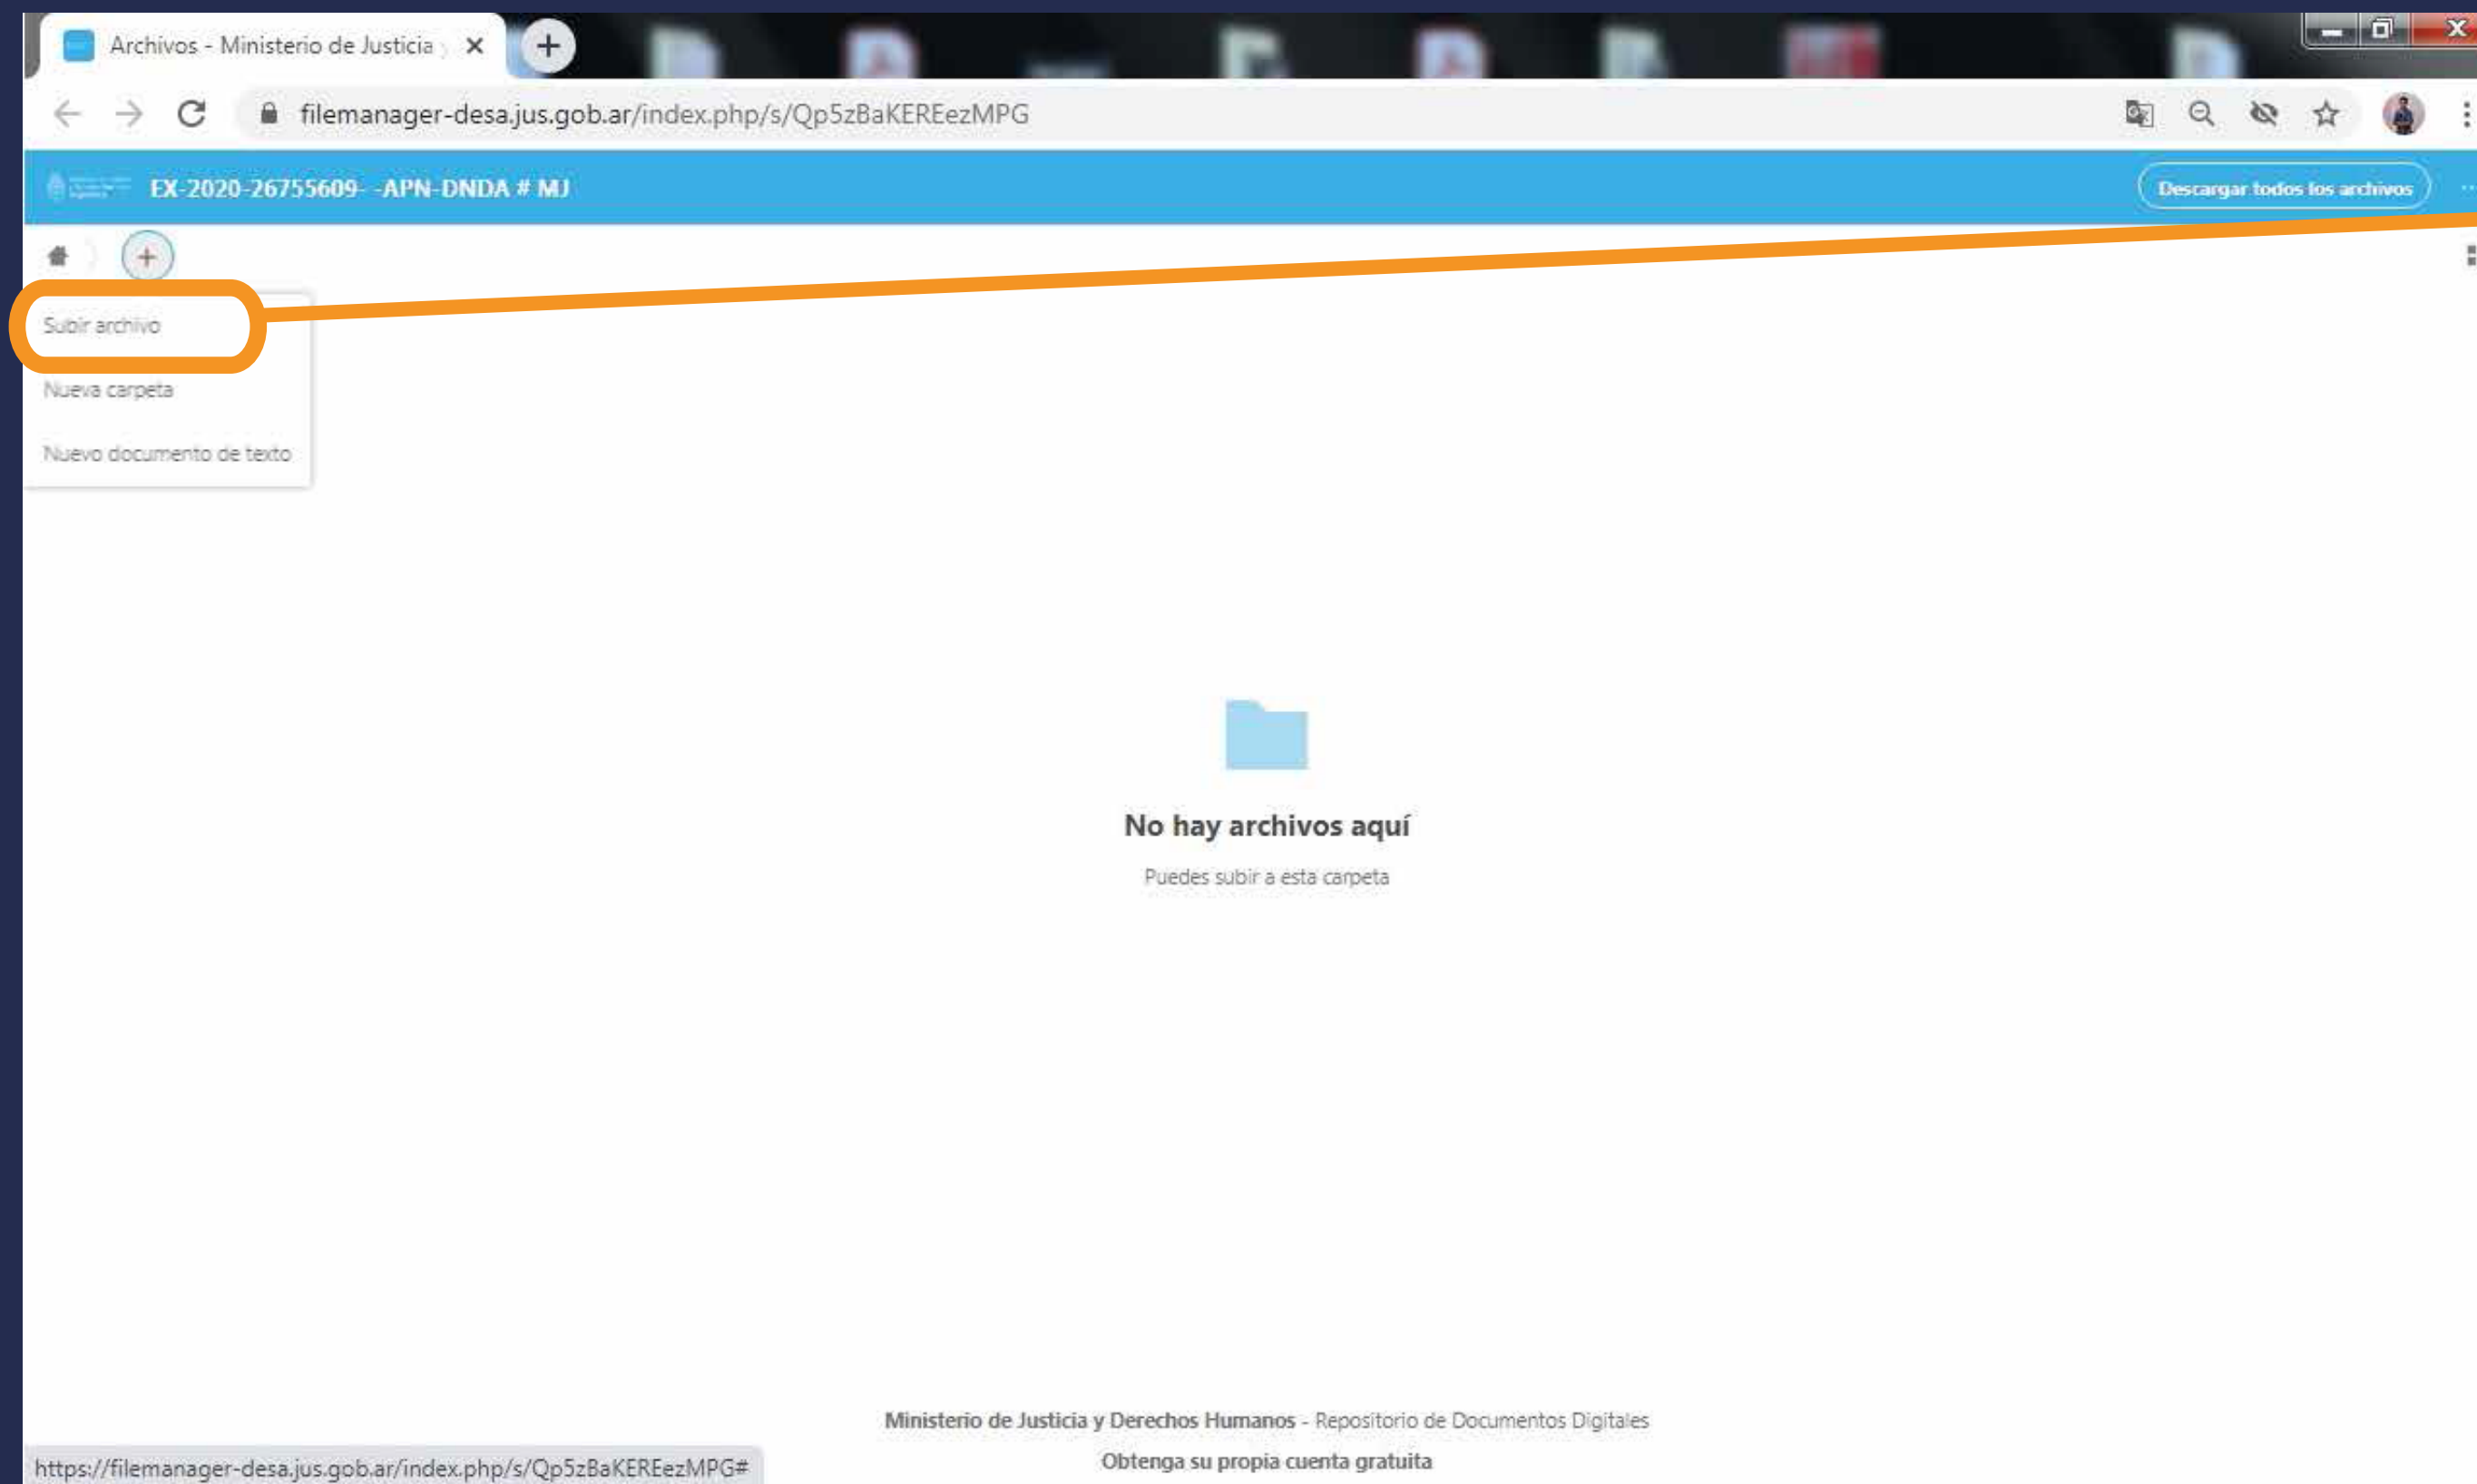 Archivos - Ministerio de Justicia y
filemanager-desa.jus.gob.ar/index.php/s/Qp5zBaKEREezMPG
EX-2020-26755609- -APN-DNDA # MJ
Descargar todos los archivos
Subir archivo
Nueva carpeta
Nuevo documento de texto
No hay archivos aquí
Puedes subir a esta carpeta
Ministerio de Justicia y Derechos Humanos - Repositorio de Documentos Digitales
Obtenga su propia cuenta gratuita
https://filemanager-desa.jus.gob.ar/index.php/s/Qp5zBaKEREezMPG#